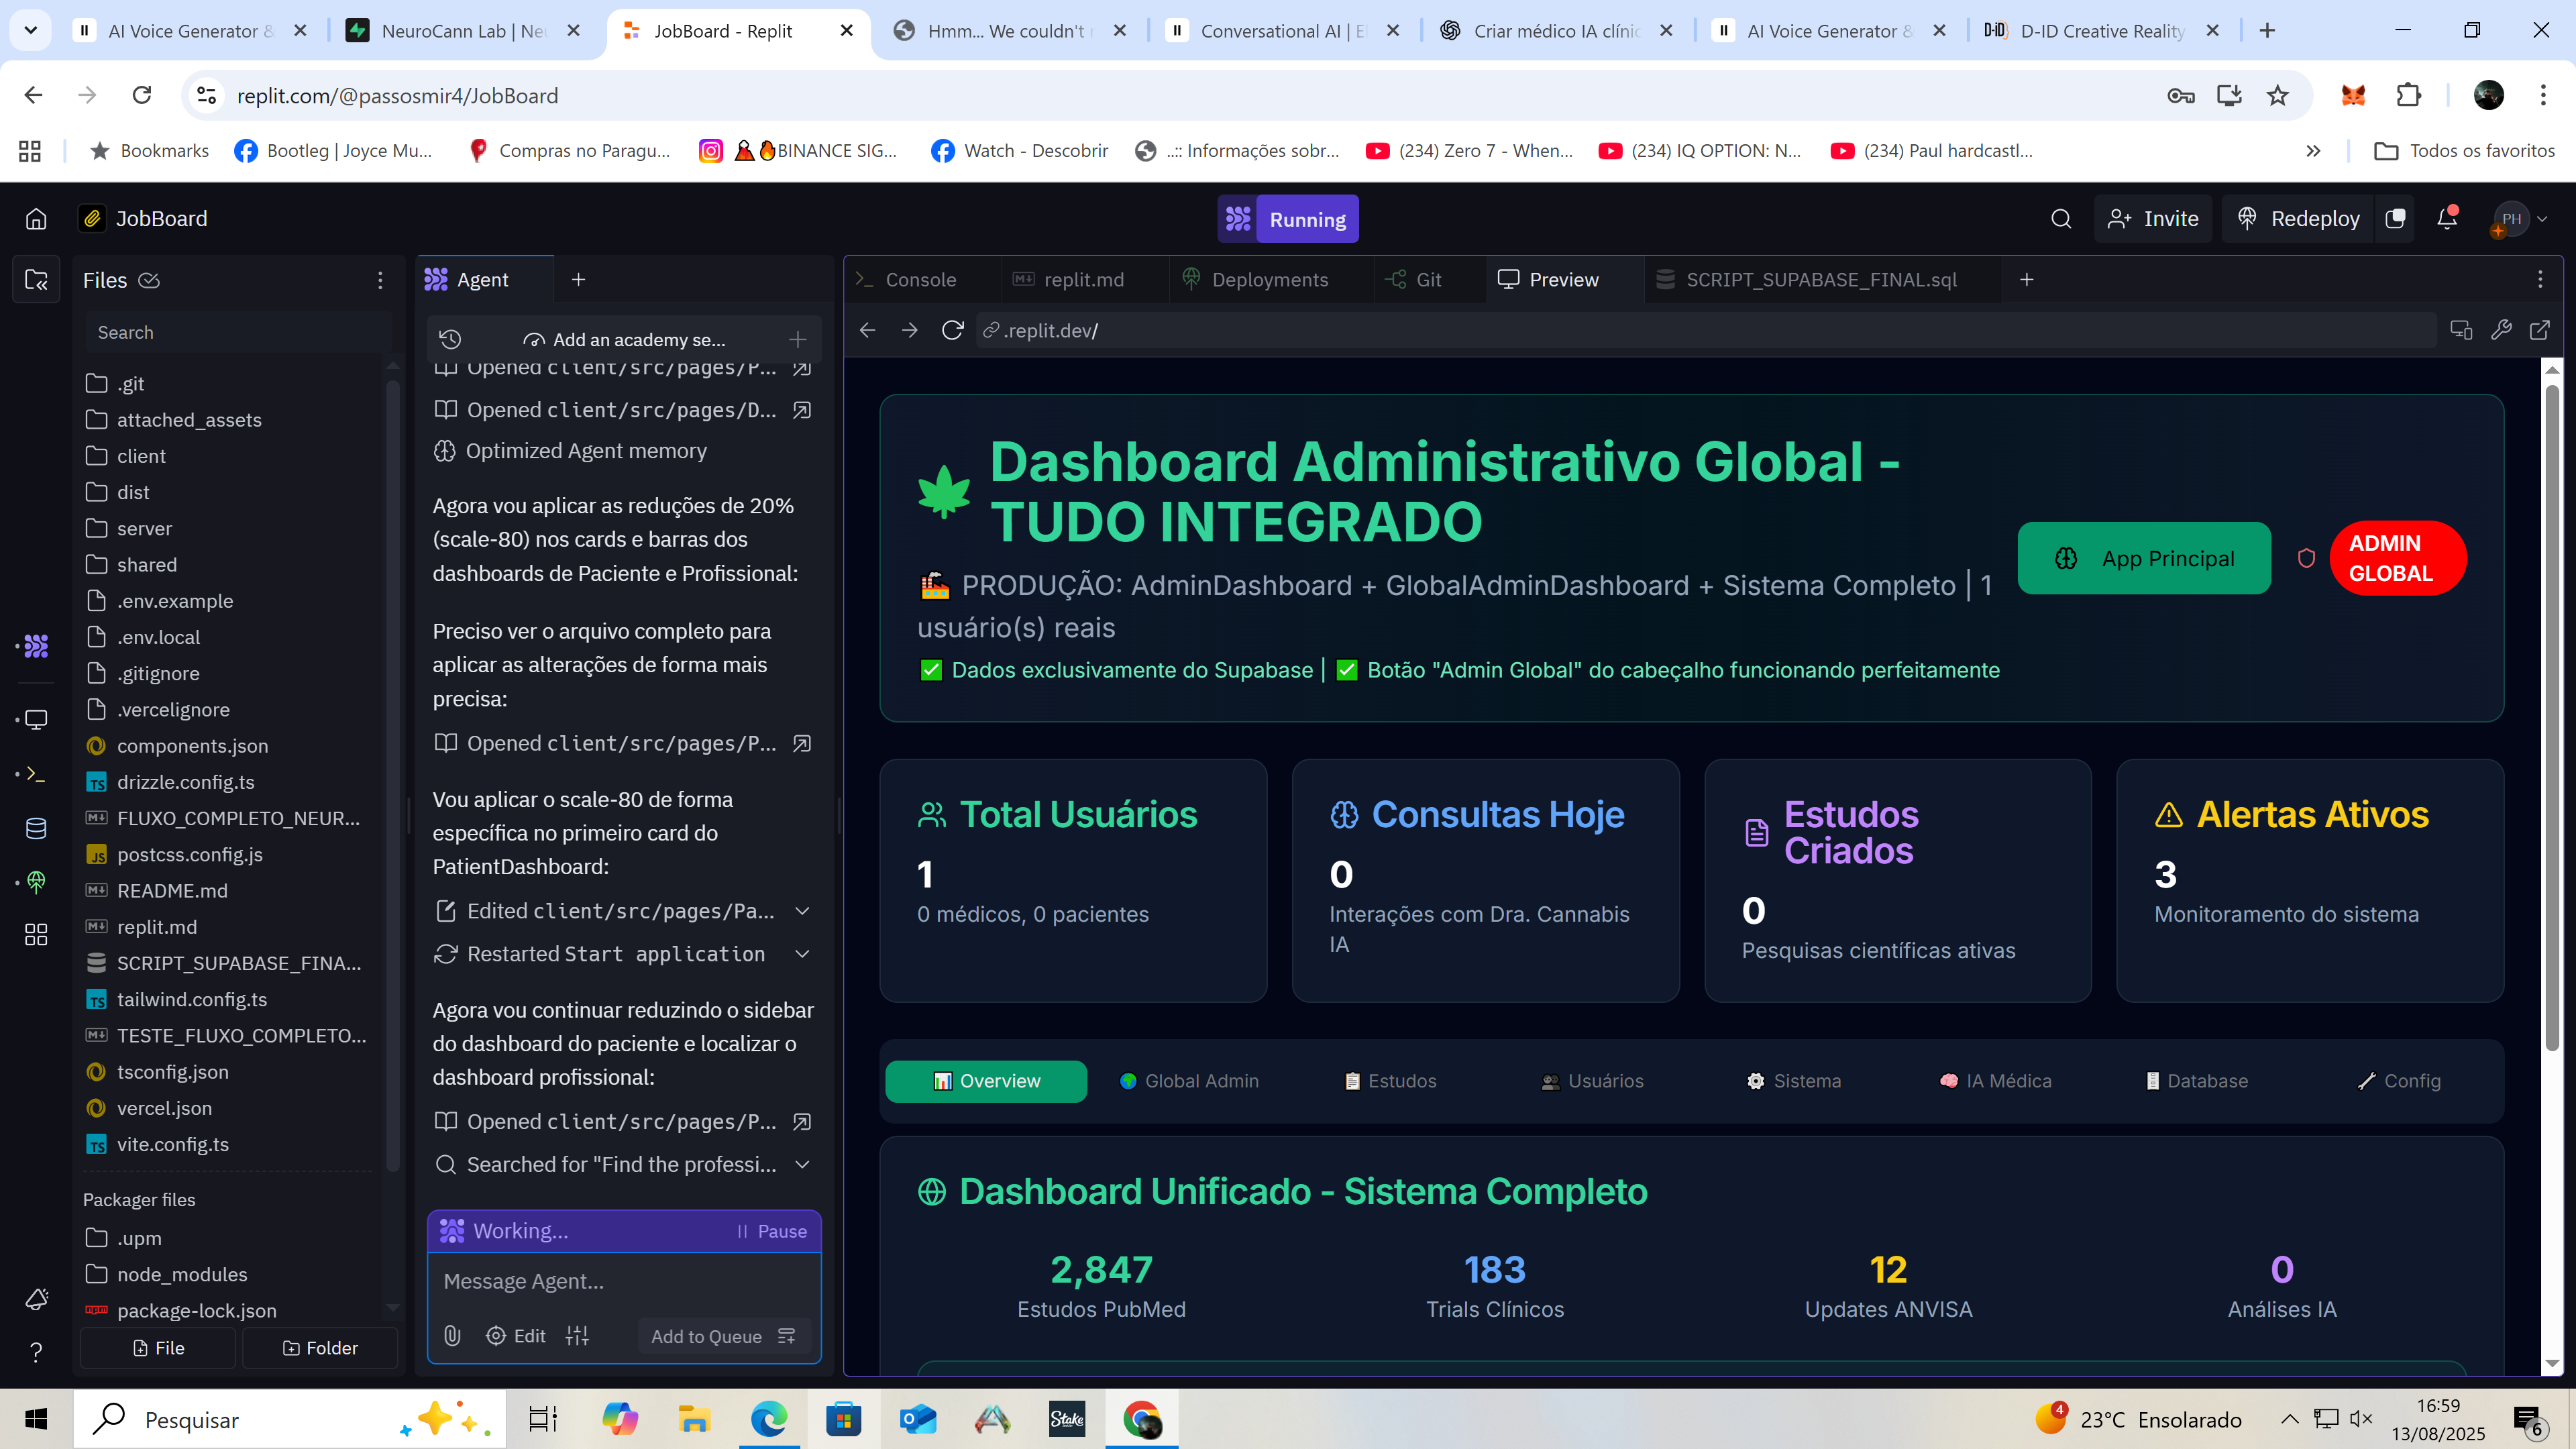 AI Voice Generator &
NeuroCann Lab | Neu
JobBoard - Replit
Hmm... We couldn't r
Conversational AI | El
Criar médico IA clínic
AI Voice Generator &
D-ID Creative Reality
replit.com/@passosmir4/JobBoard
Bookmarks
Bootleg | Joyce Mu...
Compras no Paragu...
🌋🔥BINANCE SIG...
Watch - Descobrir
..:: Informações sobr...
(234) Zero 7 - When...
(234) IQ OPTION: N...
(234) Paul hardcastl...
Todos os favoritos
JobBoard
Running
Invite
Redeploy
PH
Files
Search
.git
attached_assets
client
dist
server
shared
.env.example
.env.local
.gitignore
.vercelignore
components.json
drizzle.config.ts
FLUXO_COMPLETO_NEUR...
postcss.config.js
README.md
replit.md
SCRIPT_SUPABASE_FINA...
tailwind.config.ts
TESTE_FLUXO_COMPLETO...
tsconfig.json
vercel.json
vite.config.ts
Packager files
.upm
node_modules
package-lock.json
File
Folder
Agent
Add an academy se...
Opened client/src/pages/P...
Opened client/src/pages/D...
Optimized Agent memory
Agora vou aplicar as reduções de 20%
(scale-80) nos cards e barras dos
dashboards de Paciente e Profissional:
Preciso ver o arquivo completo para
aplicar as alterações de forma mais
precisa:
Opened client/src/pages/P...
Vou aplicar o scale-80 de forma
específica no primeiro card do
PatientDashboard:
Edited client/src/pages/Pa...
Restarted Start application
Agora vou continuar reduzindo o sidebar
do dashboard do paciente e localizar o
dashboard profissional:
Opened client/src/pages/P...
Searched for "Find the professi...
Working...
Pause
Message Agent...
Edit
Add to Queue
Console
replit.md
Deployments
Git
Preview
SCRIPT_SUPABASE_FINAL.sql
.replit.dev/
Dashboard Administrativo Global -
TUDO INTEGRADO
🏭 PRODUÇÃO: AdminDashboard + GlobalAdminDashboard + Sistema Completo | 1
usuário(s) reais
✅ Dados exclusivamente do Supabase | ✅ Botão "Admin Global" do cabeçalho funcionando perfeitamente
App Principal
ADMIN
GLOBAL
Total Usuários
1
0 médicos, 0 pacientes
Consultas Hoje
0
Interações com Dra. Cannabis
IA
Estudos
Criados
0
Pesquisas científicas ativas
Alertas Ativos
3
Monitoramento do sistema
📊 Overview
🌍 Global Admin
📋 Estudos
👥 Usuários
⚙️ Sistema
🧠 IA Médica
🗄️ Database
🔧 Config
Dashboard Unificado - Sistema Completo
2,847
Estudos PubMed
183
Trials Clínicos
12
Updates ANVISA
0
Análises IA
Pesquisar
Stake
4
23°C Ensolarado
16:59
13/08/2025
6